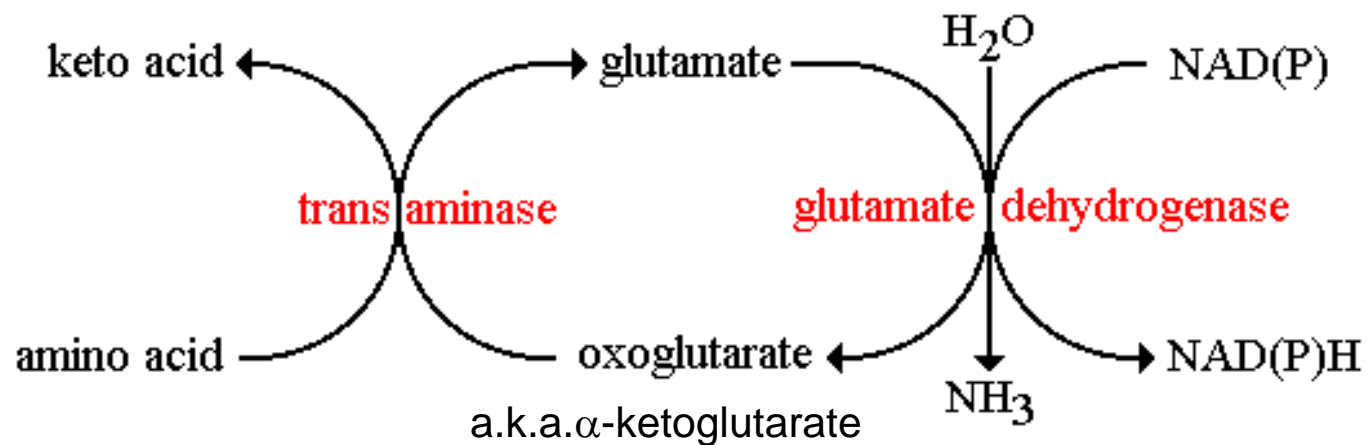 keto acid glutamate H₂O NAD(P)
trans aminase glutamate dehydrogenase
amino acid oxoglutarate NH₃ NAD(P)H
a.k.a.α-ketoglutarate